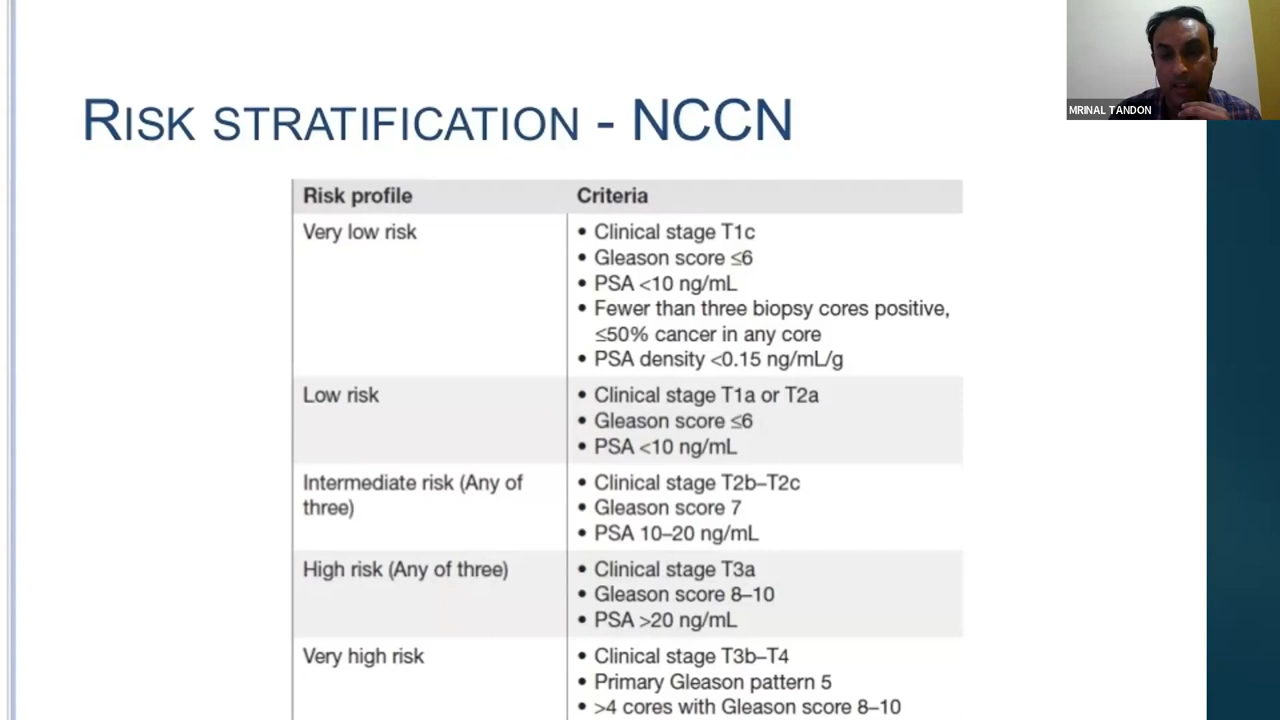 RISK STRATIFICATION - NCCN
MRINAL TANDON
Risk profile Criteria
Very low risk • Clinical stage T1c
• Gleason score ≤6
• PSA <10 ng/mL
• Fewer than three biopsy cores positive,
≤50% cancer in any core
• PSA density <0.15 ng/mL/g
Low risk • Clinical stage T1a or T2a
• Gleason score ≤6
• PSA <10 ng/mL
Intermediate risk (Any of • Clinical stage T2b–T2c
three) • Gleason score 7
• PSA 10–20 ng/mL
High risk (Any of three) • Clinical stage T3a
• Gleason score 8–10
• PSA >20 ng/mL
Very high risk • Clinical stage T3b–T4
• Primary Gleason pattern 5
• >4 cores with Gleason score 8–10